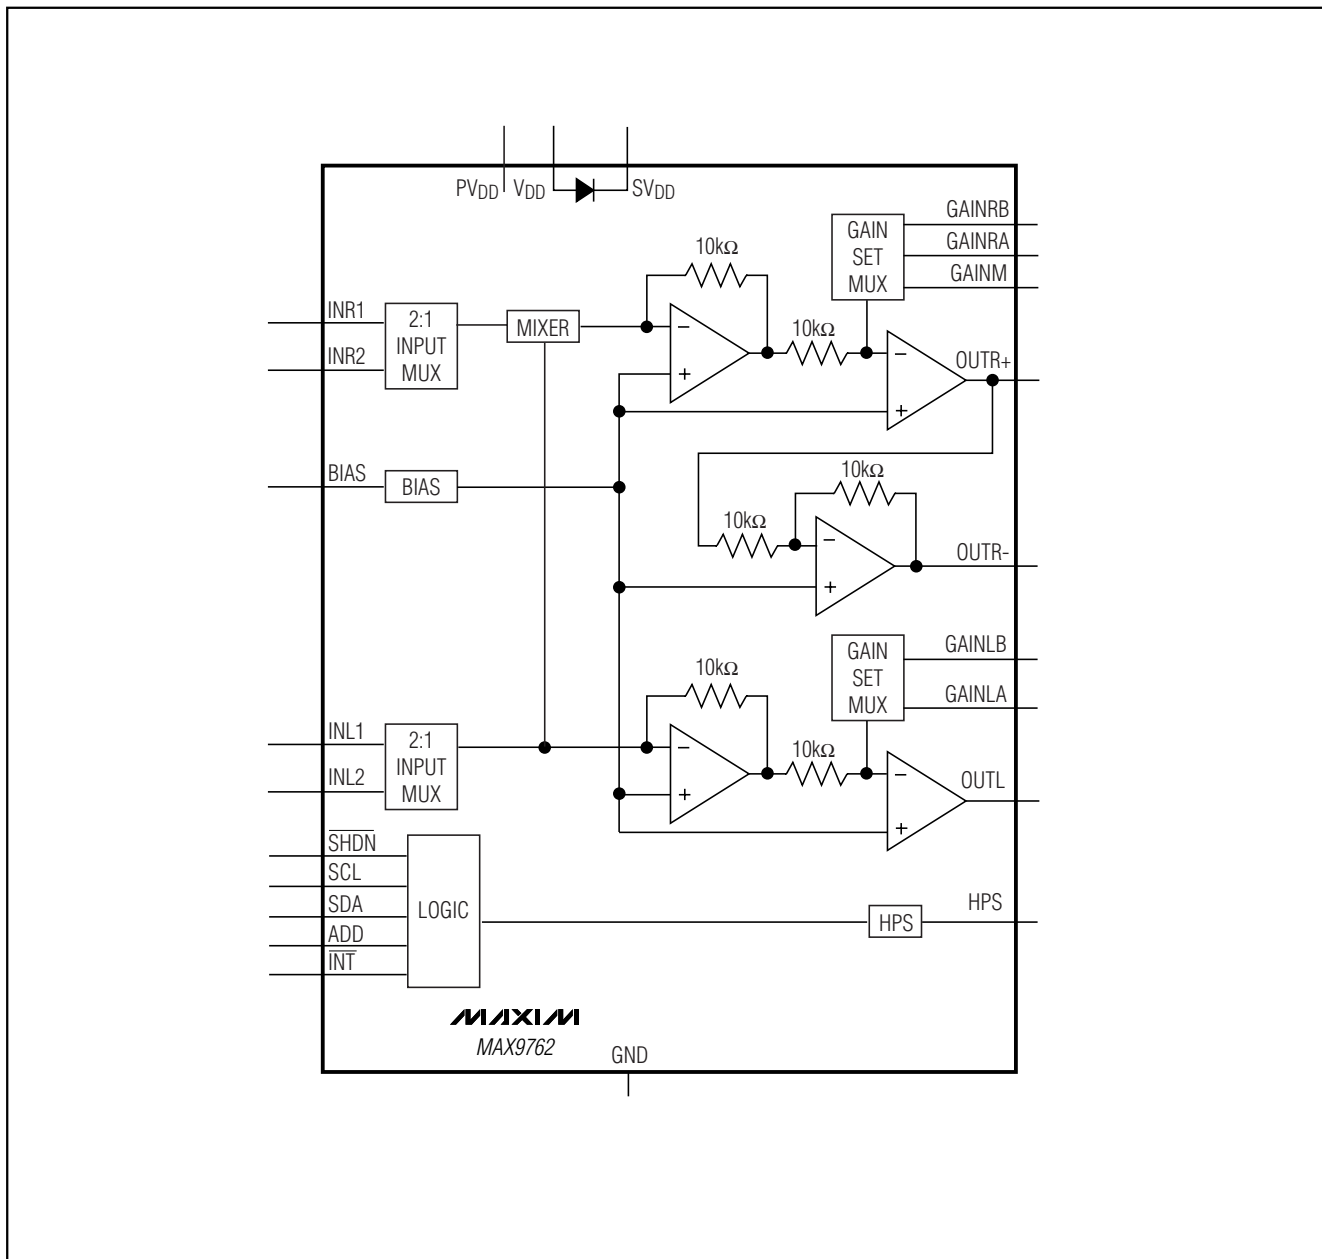 PVDD VDD SVDD
GAINRB
GAIN
SET
MUX
GAINRA
GAINM
10kΩ
INR1
2:1
INPUT
MUX
MIXER
INR2
−
+
10kΩ
−
+
OUTR+
BIAS
BIAS
10kΩ
10kΩ
−
+
OUTR-
GAINLB
GAIN
SET
MUX
GAINLA
10kΩ
INL1
2:1
INPUT
MUX
INL2
−
+
10kΩ
−
+
OUTL
SHDN
SCL
SDA
ADD
INT
LOGIC
HPS
HPS
MAXIM
MAX9762
GND